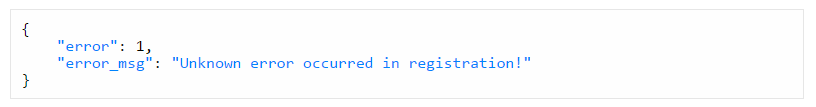 {
    "error": 1,
    "error_msg": "Unknown error occurred in registration!"
}